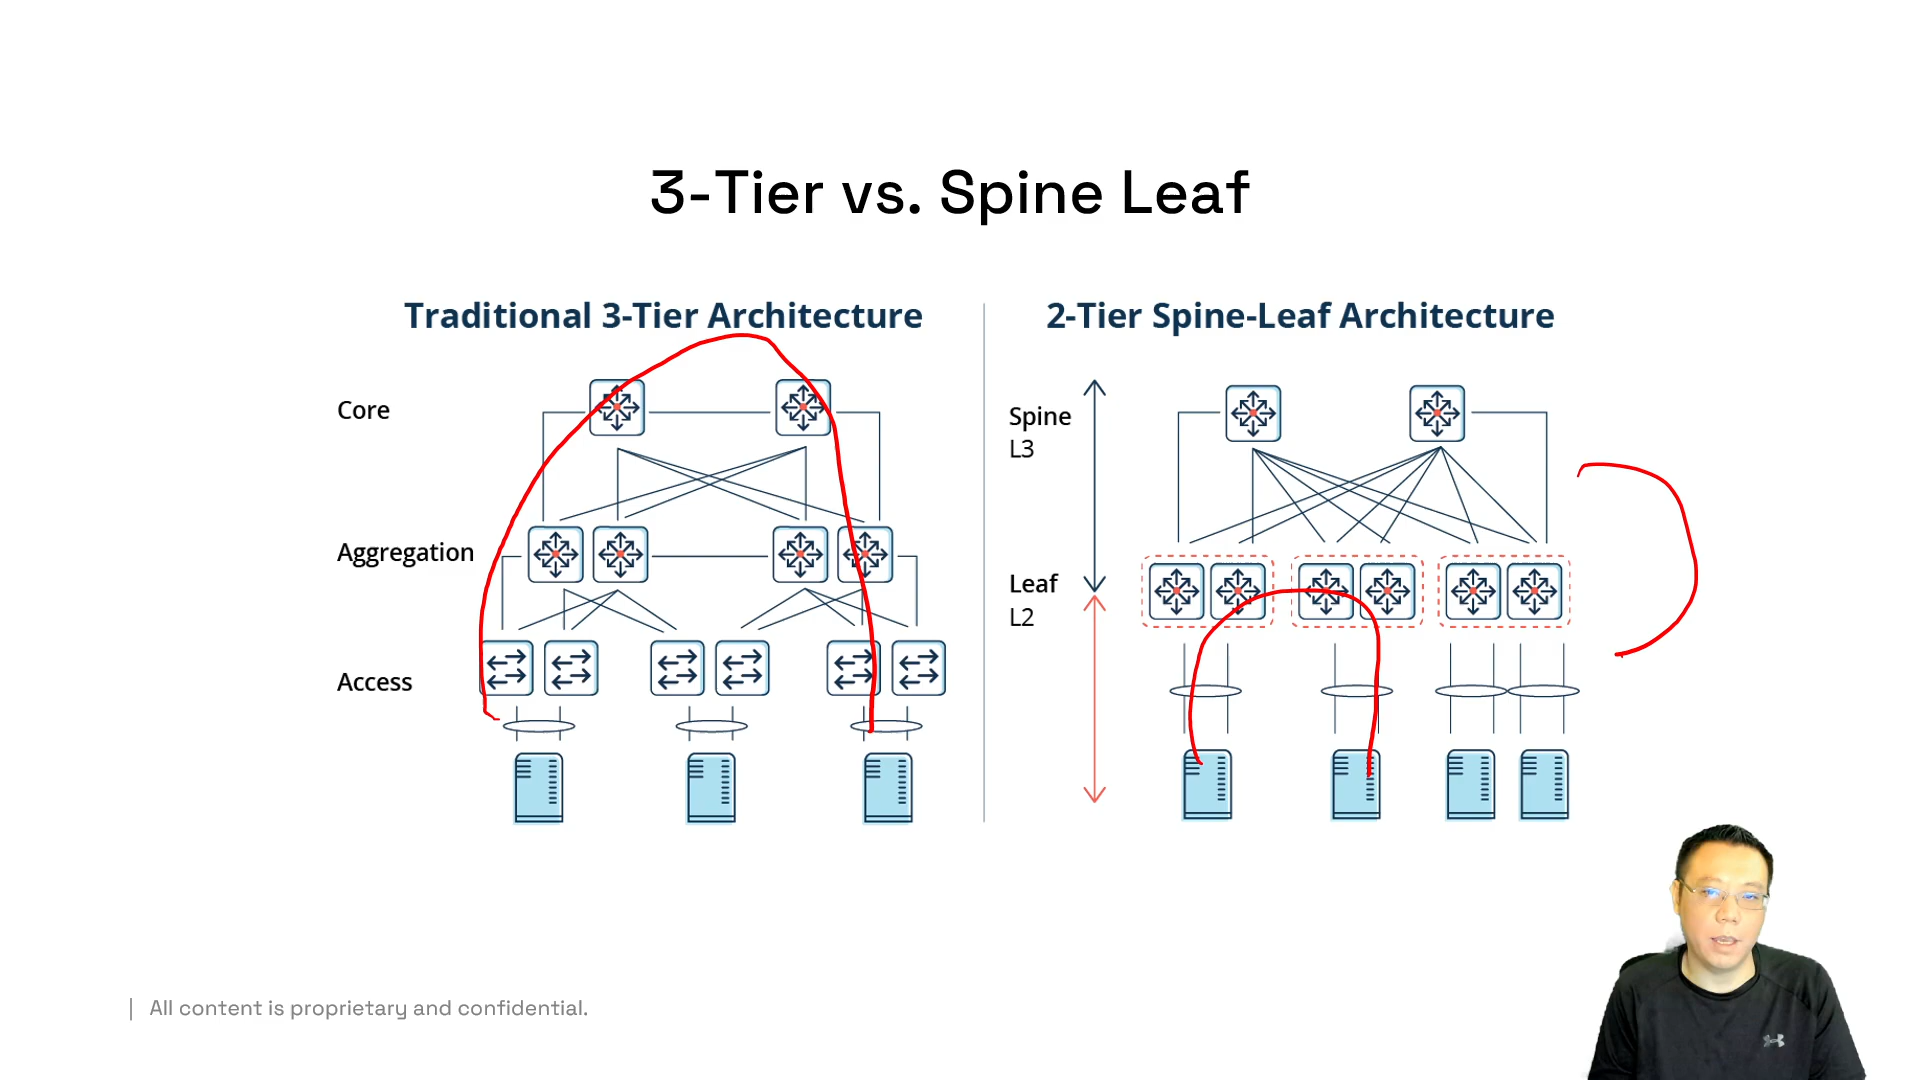 3-Tier vs. Spine Leaf
Traditional 3-Tier Architecture
Core
Aggregation
Access
2-Tier Spine-Leaf Architecture
Spine
L3
Leaf
L2
All content is proprietary and confidential.